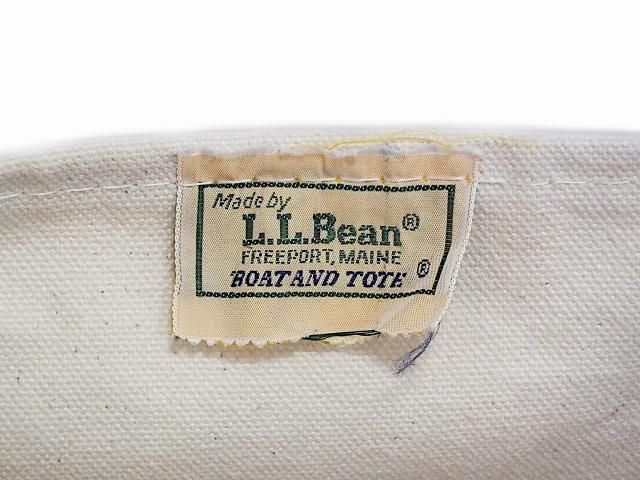 Made by
L.L.Bean®
FREEPORT, MAINE
BOAT AND TOTE®